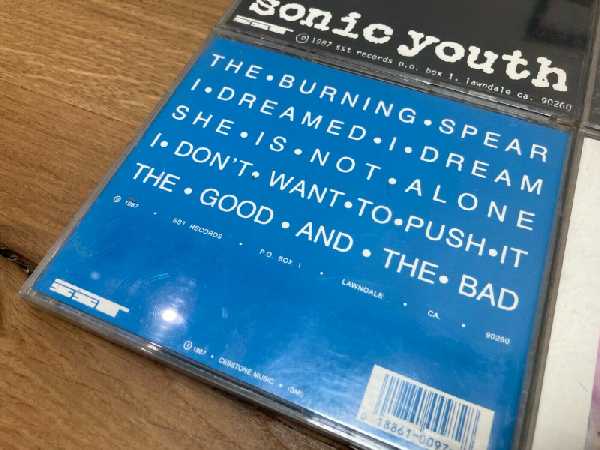 sonic youth
℗ 1987 sst records p.o. box 1, lawndale ca. 90260
THE•BURNING•SPEAR
I•DREAMED•I•DREAM
SHE•IS•NOT•ALONE
I•DON'T•WANT•TO•PUSH•IT
THE•GOOD•AND•THE•BAD
℗ 1987 • SST RECORDS • P.O. BOX 1 • LAWNDALE • CA. • 90260
© 1987 • CESSTONE MUSIC • (BMI)
18861-009